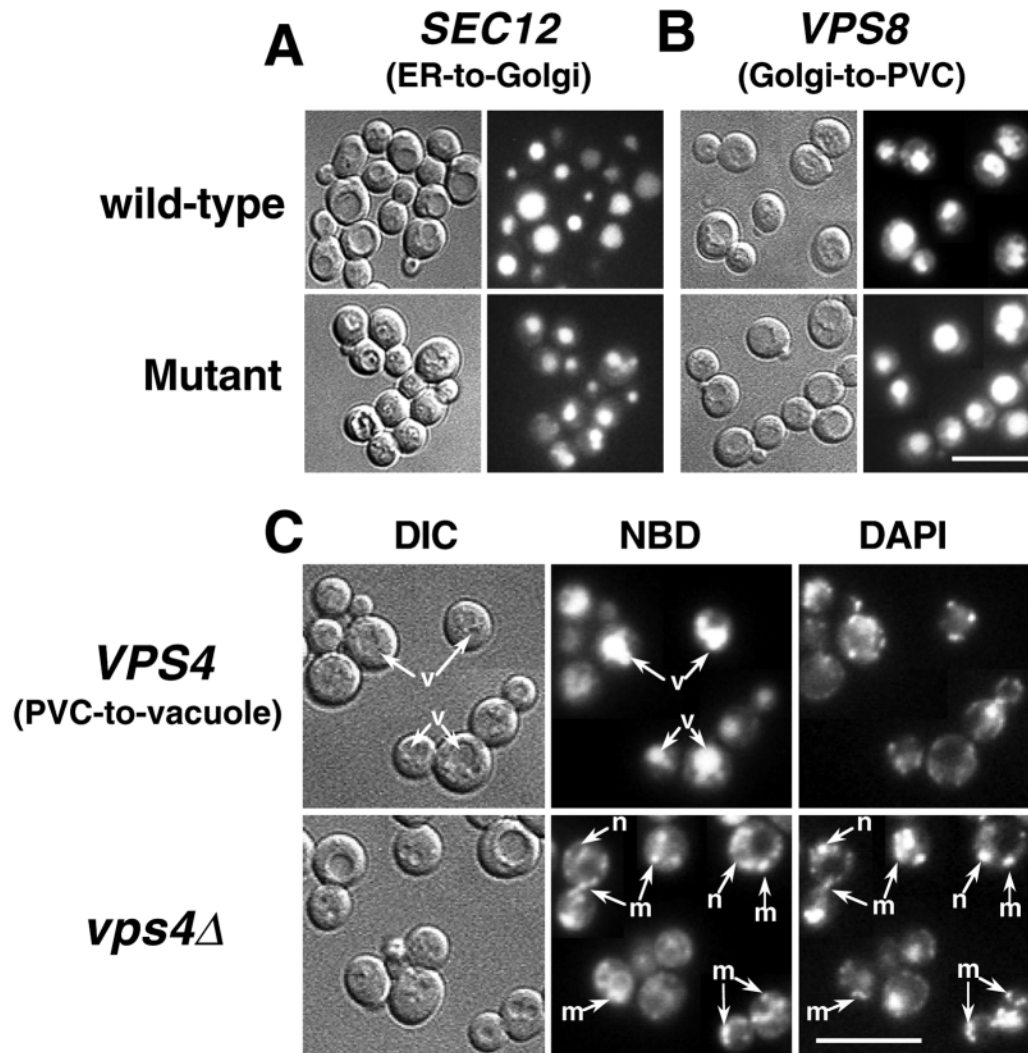 A
SEC12
(ER-to-Golgi)
B
VPS8
(Golgi-to-PVC)
wild-type
Mutant
C
DIC
NBD
DAPI
VPS4
(PVC-to-vacuole)
v
v
v
v
vps4Δ
n
m
n
m
m
m
n
m
n
m
m
m